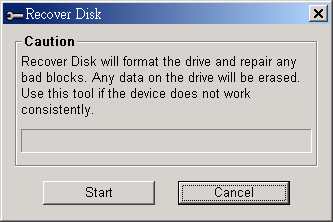 Recover Disk
Caution
Recover Disk will format the drive and repair any
bad blocks. Any data on the drive will be erased.
Use this tool if the device does not work
consistently.
Start
Cancel